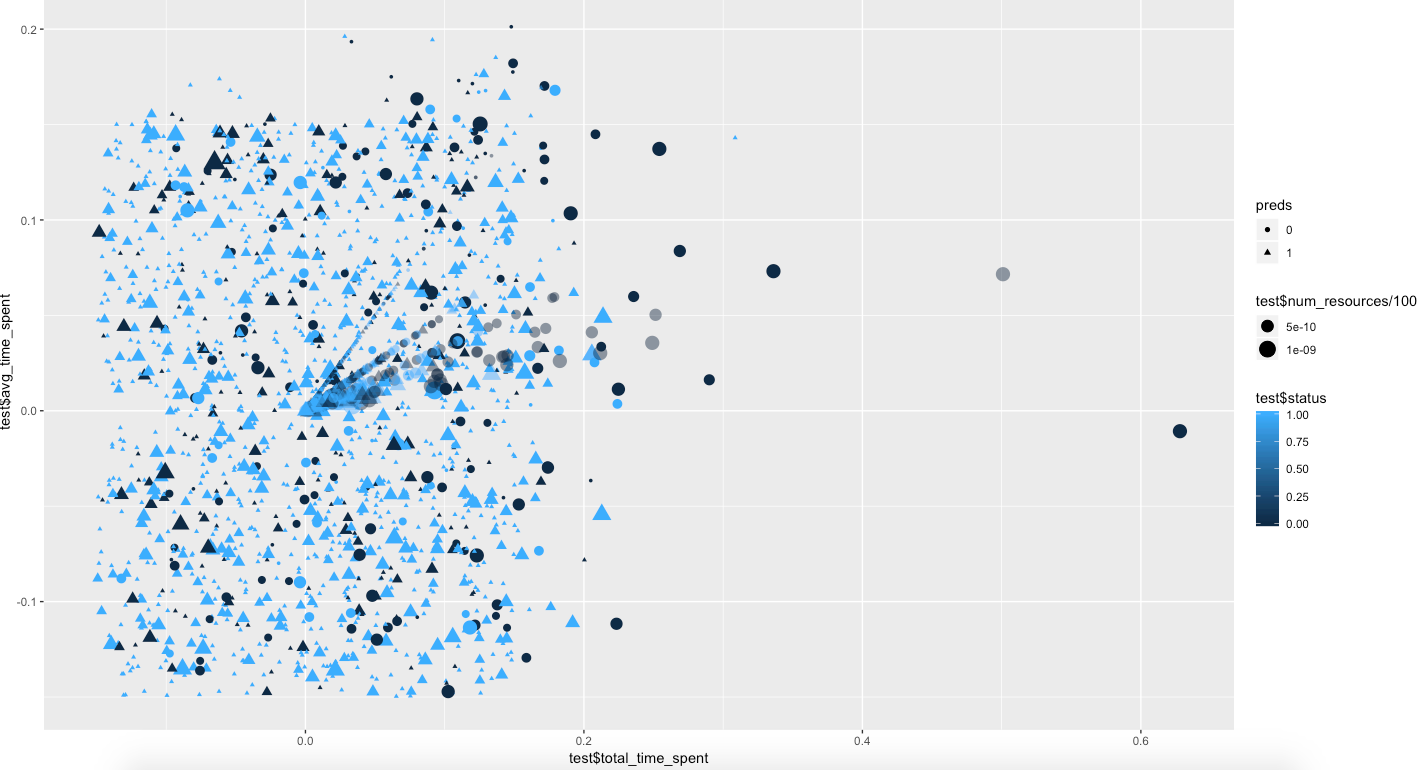 0.2
0.1
0.0
-0.1
test$avg_time_spent
0.0
0.2
0.4
0.6
test$total_time_spent
preds
0
1
test$num_resources/100
5e-10
1e-09
test$status
1.00
0.75
0.50
0.25
0.00